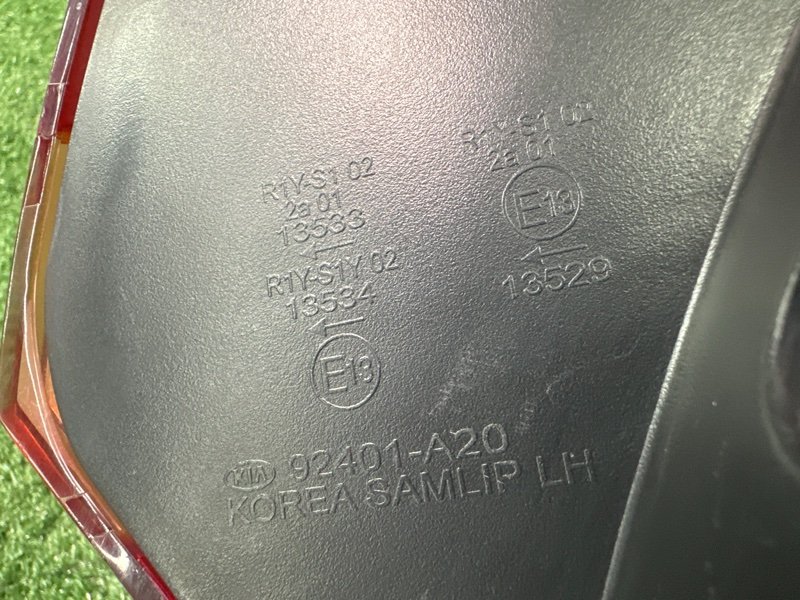 R1Y-S1 02
2a 01
13533
R1Y-S1Y 02
13534
E13
R1Y-S1 02
2a 01
E13
13529
KIA 92401-A20
KOREA SAMLIP LH